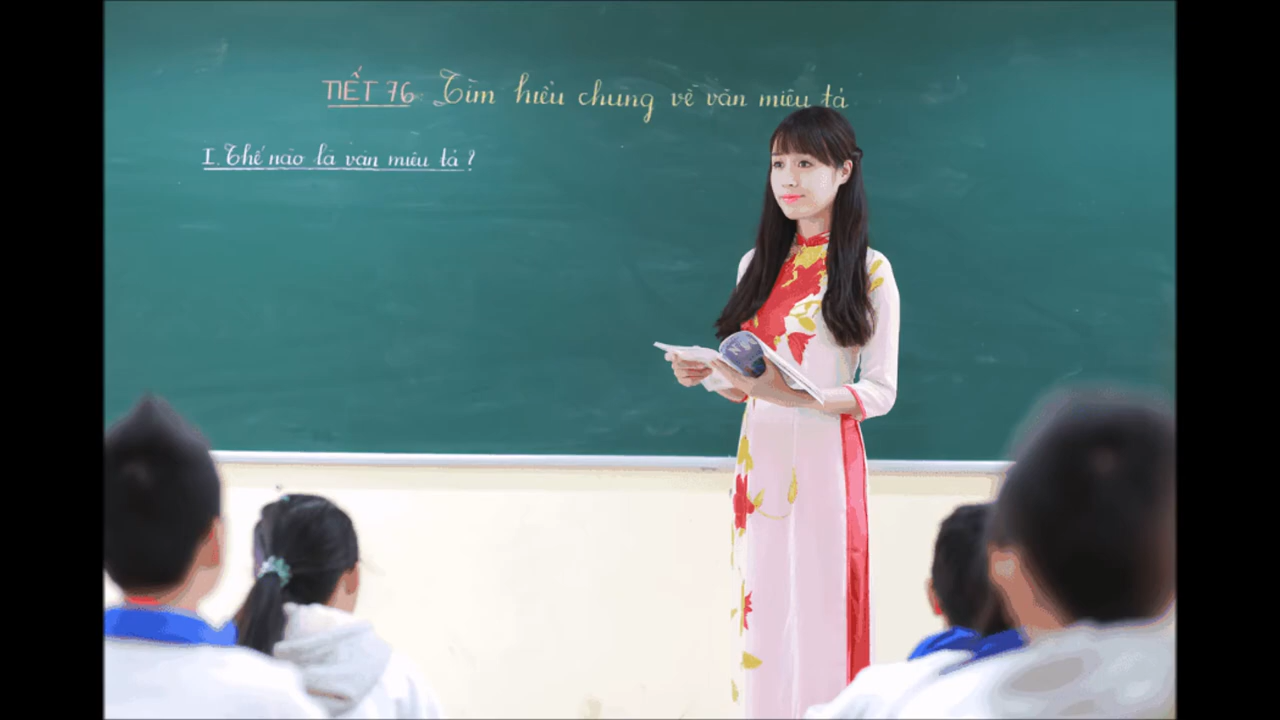 TIẾT 76: Tìm hiểu chung về văn miêu tả
I. Thế nào là văn miêu tả?